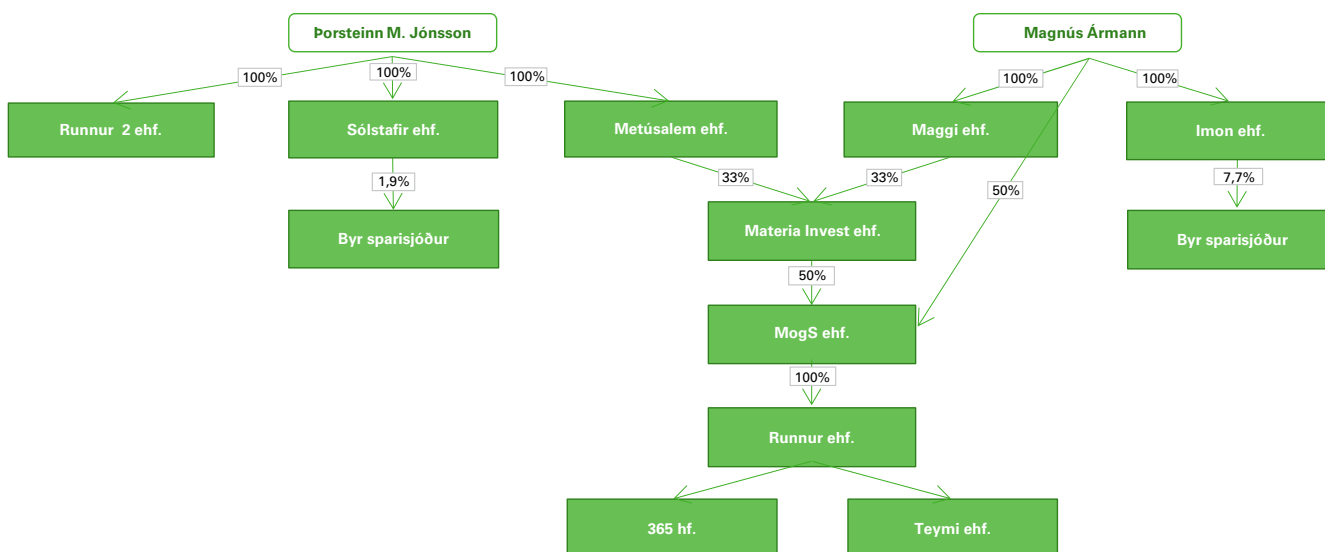 Þorsteinn M. Jónsson
Magnús Ármann
100%
100%
100%
100%
100%
Runnur 2 ehf.
Sólstafir ehf.
Metúsalem ehf.
Maggi ehf.
Imon ehf.
1,9%
33%
33%
7,7%
50%
Byr sparisjóður
Materia Invest ehf.
Byr sparisjóður
50%
MogS ehf.
100%
Runnur ehf.
365 hf.
Teymi ehf.